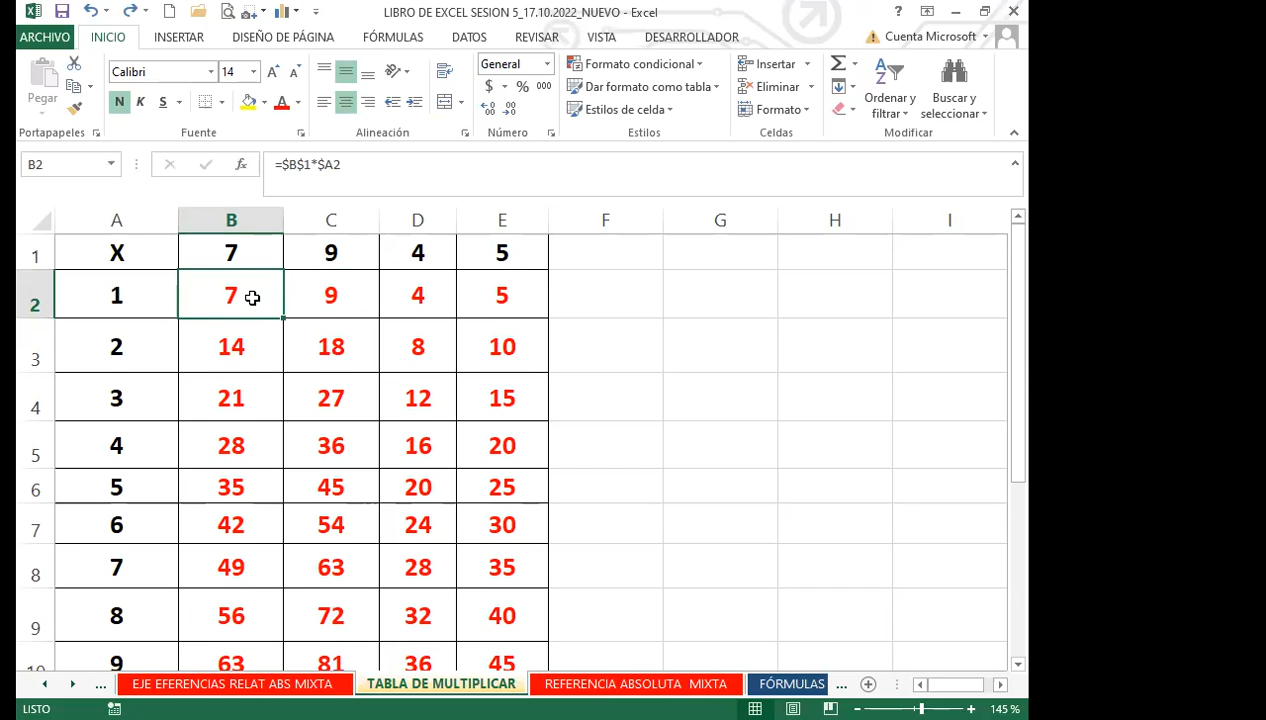 LIBRO DE EXCEL SESION 5_17.10.2022_NUEVO - Excel
?
ARCHIVO INICIO INSERTAR DISEÑO DE PÁGINA FÓRMULAS DATOS REVISAR VISTA DESARROLLADOR Cuenta Microsoft
Calibri 14 General Formato condicional Insertar
Pegar N K S $ % 000 Dar formato como tabla Eliminar Ordenar y filtrar Buscar y seleccionar
Estilos de celda Formato
Portapapeles Fuente Alineación Número Estilos Celdas Modificar
B2 fx =$B$1*$A2
A B C D E F G H I
1 X 7 9 4 5
2 1 7 9 4 5
3 2 14 18 8 10
4 3 21 27 12 15
5 4 28 36 16 20
6 5 35 45 20 25
7 6 42 54 24 30
8 7 49 63 28 35
9 8 56 72 32 40
10 9 63 81 36 45
... EJE EFERENCIAS RELAT ABS MIXTA TABLA DE MULTIPLICAR REFERENCIA ABSOLUTA MIXTA FÓRMULAS ...
LISTO 145 %